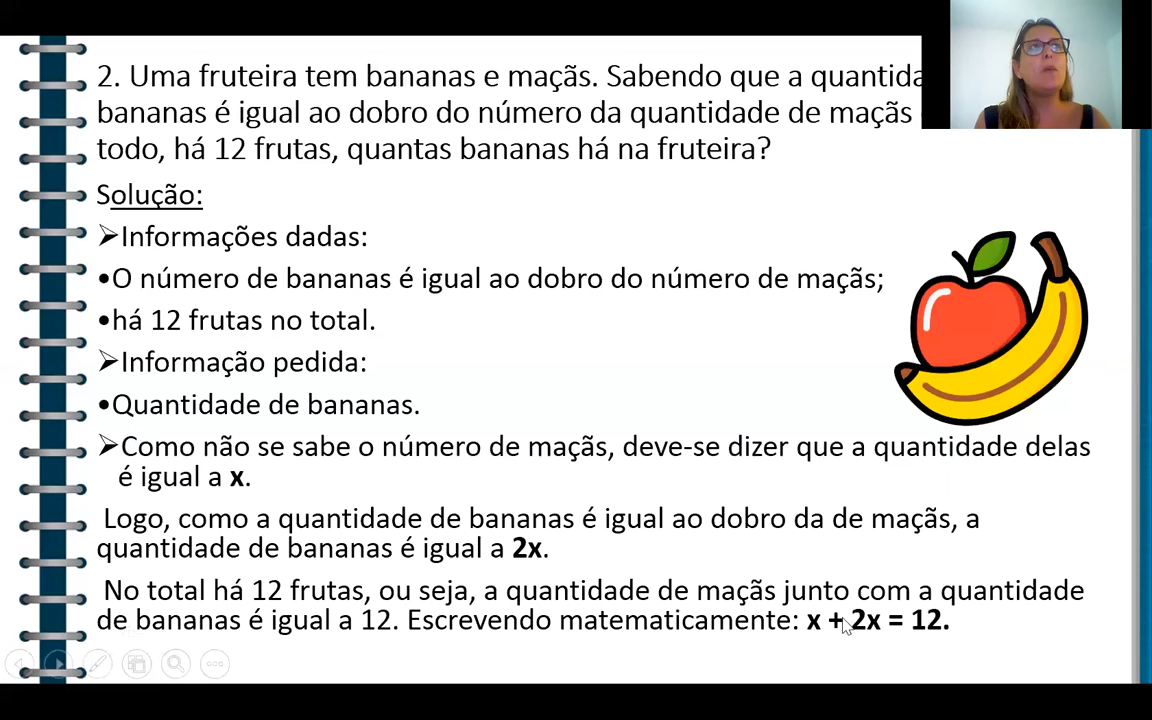 2. Uma fruteira tem bananas e maçãs. Sabendo que a
bananas é igual ao dobro do número da quantidade de maçãs
todo, há 12 frutas, quantas bananas há na fruteira?
Solução:
➢Informações dadas:
•O número de bananas é igual ao dobro do número de maçãs;
•há 12 frutas no total.
➢Informação pedida:
•Quantidade de bananas.
➢Como não se sabe o número de maçãs, deve-se dizer que a quantidade delas
é igual a x.
Logo, como a quantidade de bananas é igual ao dobro da de maçãs, a
quantidade de bananas é igual a 2x.
No total há 12 frutas, ou seja, a quantidade de maçãs junto com a quantidade
de bananas é igual a 12. Escrevendo matematicamente: x + 2x = 12.